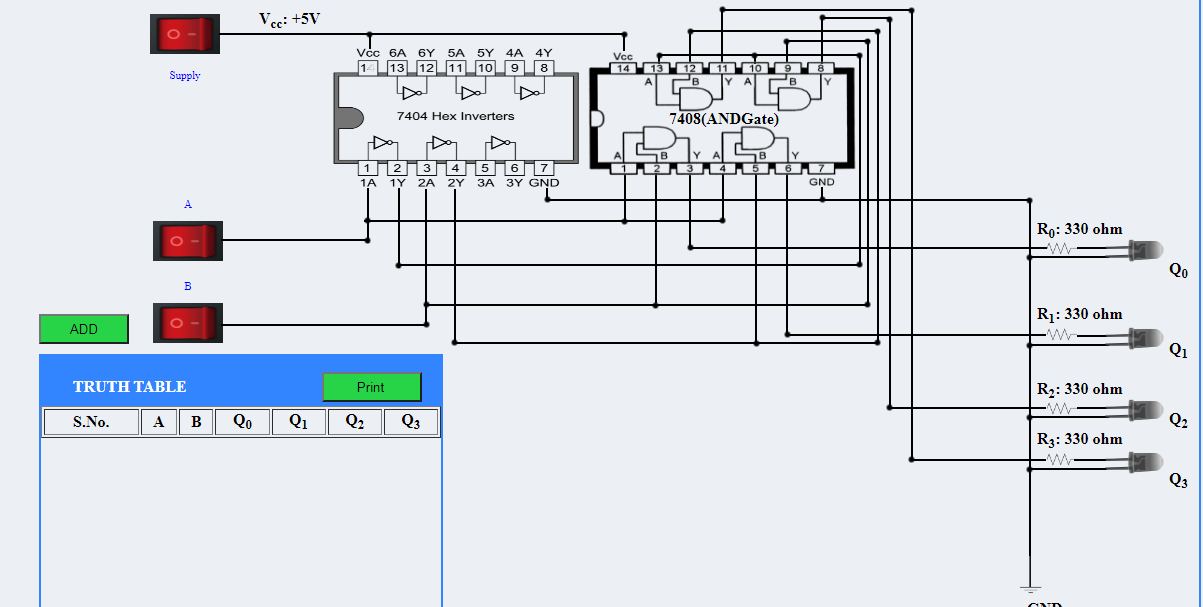 V_cc: +5V
Supply
Vcc 6A 6Y 5A 5Y 4A 4Y
14 13 12 11 10 9 8
7404 Hex Inverters
1 2 3 4 5 6 7
1A 1Y 2A 2Y 3A 3Y GND
Vcc
14 13 12 11 10 9 8
A B Y A B Y
7408(ANDGate)
A B Y A B Y
1 2 3 4 5 6 7
GND
A
B
R0: 330 ohm
Q0
R1: 330 ohm
Q1
R2: 330 ohm
Q2
R3: 330 ohm
Q3
ADD
TRUTH TABLE Print
S.No. A B Q0 Q1 Q2 Q3
GND